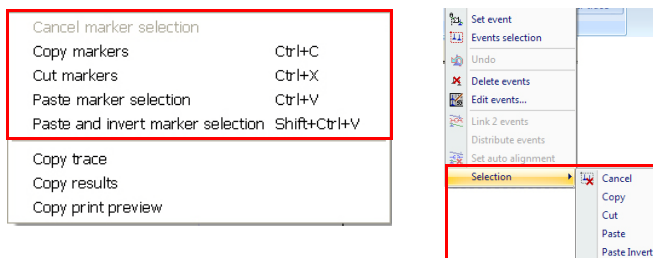 Cancel marker selection
Copy markers Ctrl+C
Cut markers Ctrl+X
Paste marker selection Ctrl+V
Paste and invert marker selection Shift+Ctrl+V
Copy trace
Copy results
Copy print preview
Set event
Events selection
Undo
Delete events
Edit events...
Link 2 events
Distribute events
Set auto alignment
Selection
Cancel
Copy
Cut
Paste
Paste Invert